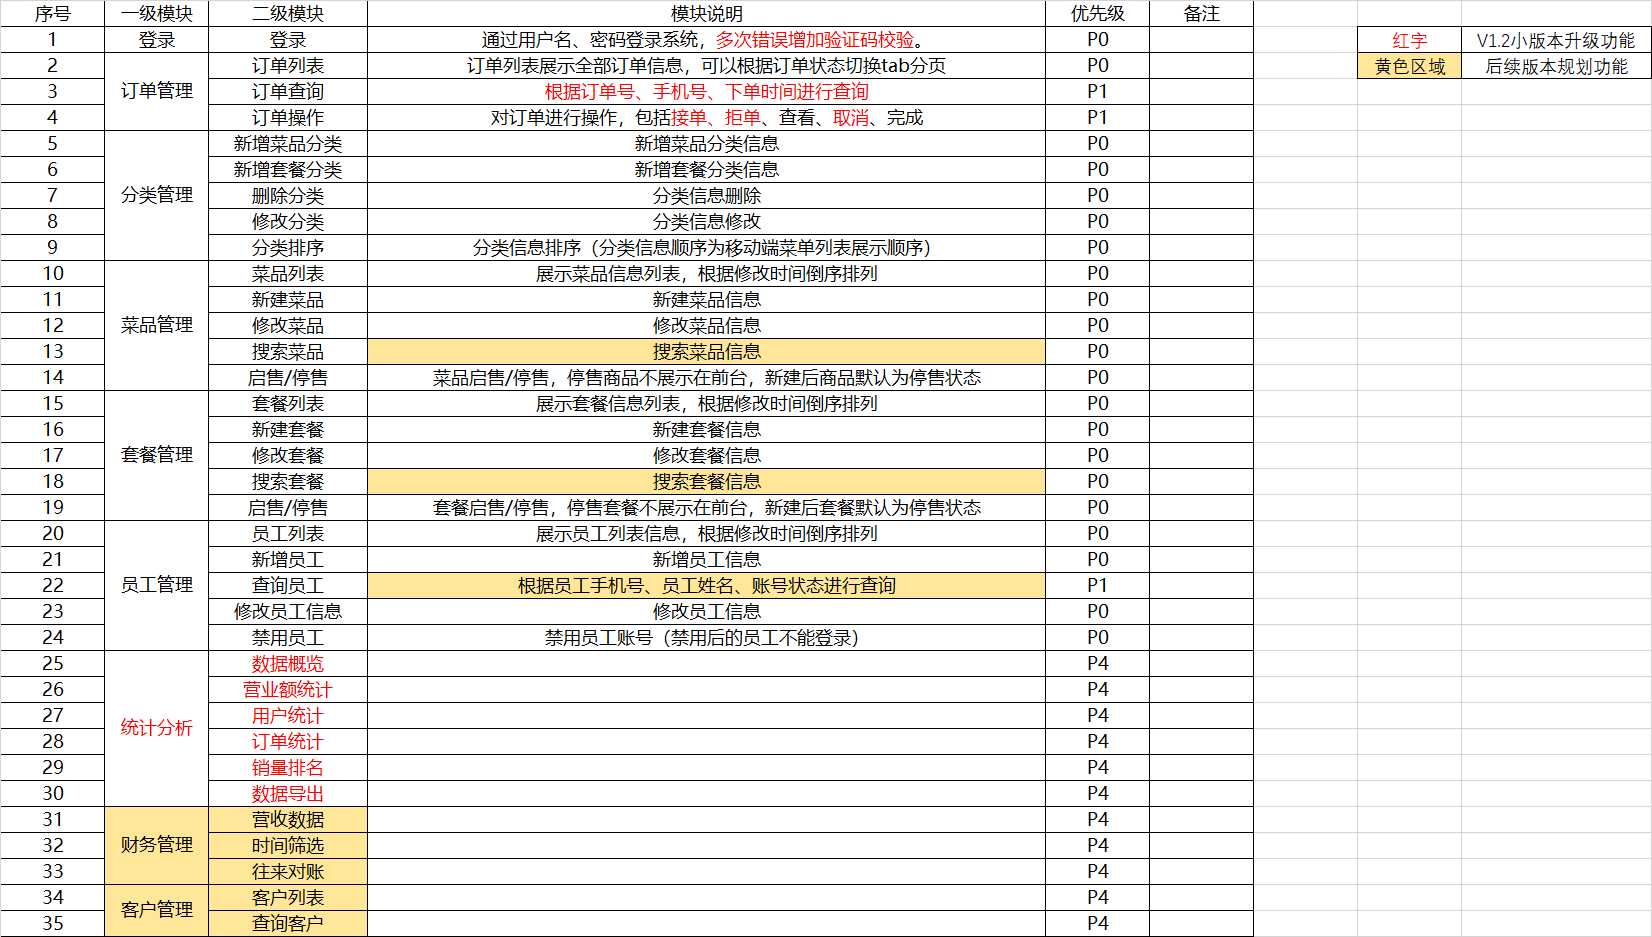 序号 一级模块 二级模块 模块说明 优先级 备注
1 登录 登录 通过用户名、密码登录系统，多次错误增加验证码校验。 P0 红字 V1.2小版本升级功能
2 订单列表 订单列表展示全部订单信息，可以根据订单状态切换tab分页 P0 黄色区域 后续版本规划功能
3 订单管理 订单查询 根据订单号、手机号、下单时间进行查询 P1
4 订单操作 对订单进行操作，包括接单、拒单、查看、取消、完成 P1
5 新增菜品分类 新增菜品分类信息 P0
6 新增套餐分类 新增套餐分类信息 P0
7 分类管理 删除分类 分类信息删除 P0
8 修改分类 分类信息修改 P0
9 分类排序 分类信息排序（分类信息顺序为移动端菜单列表展示顺序） P0
10 菜品列表 展示菜品信息列表，根据修改时间倒序排列 P0
11 新建菜品 新建菜品信息 P0
12 菜品管理 修改菜品 修改菜品信息 P0
13 搜索菜品 搜索菜品信息 P0
14 启售/停售 菜品启售/停售，停售商品不展示在前台，新建后商品默认为停售状态 P0
15 套餐列表 展示套餐信息列表，根据修改时间倒序排列 P0
16 新建套餐 新建套餐信息 P0
17 套餐管理 修改套餐 修改套餐信息 P0
18 搜索套餐 搜索套餐信息 P0
19 启售/停售 套餐启售/停售，停售套餐不展示在前台，新建后套餐默认为停售状态 P0
20 员工列表 展示员工列表信息，根据修改时间倒序排列 P0
21 新增员工 新增员工信息 P0
22 员工管理 查询员工 根据员工手机号、员工姓名、账号状态进行查询 P1
23 修改员工信息 修改员工信息 P0
24 禁用员工 禁用员工账号（禁用后的员工不能登录） P0
25 数据概览 P4
26 营业额统计 P4
27 统计分析 用户统计 P4
28 订单统计 P4
29 销量排名 P4
30 数据导出 P4
31 营收数据 P4
32 财务管理 时间筛选 P4
33 往来对账 P4
34 客户管理 客户列表 P4
35 查询客户 P4